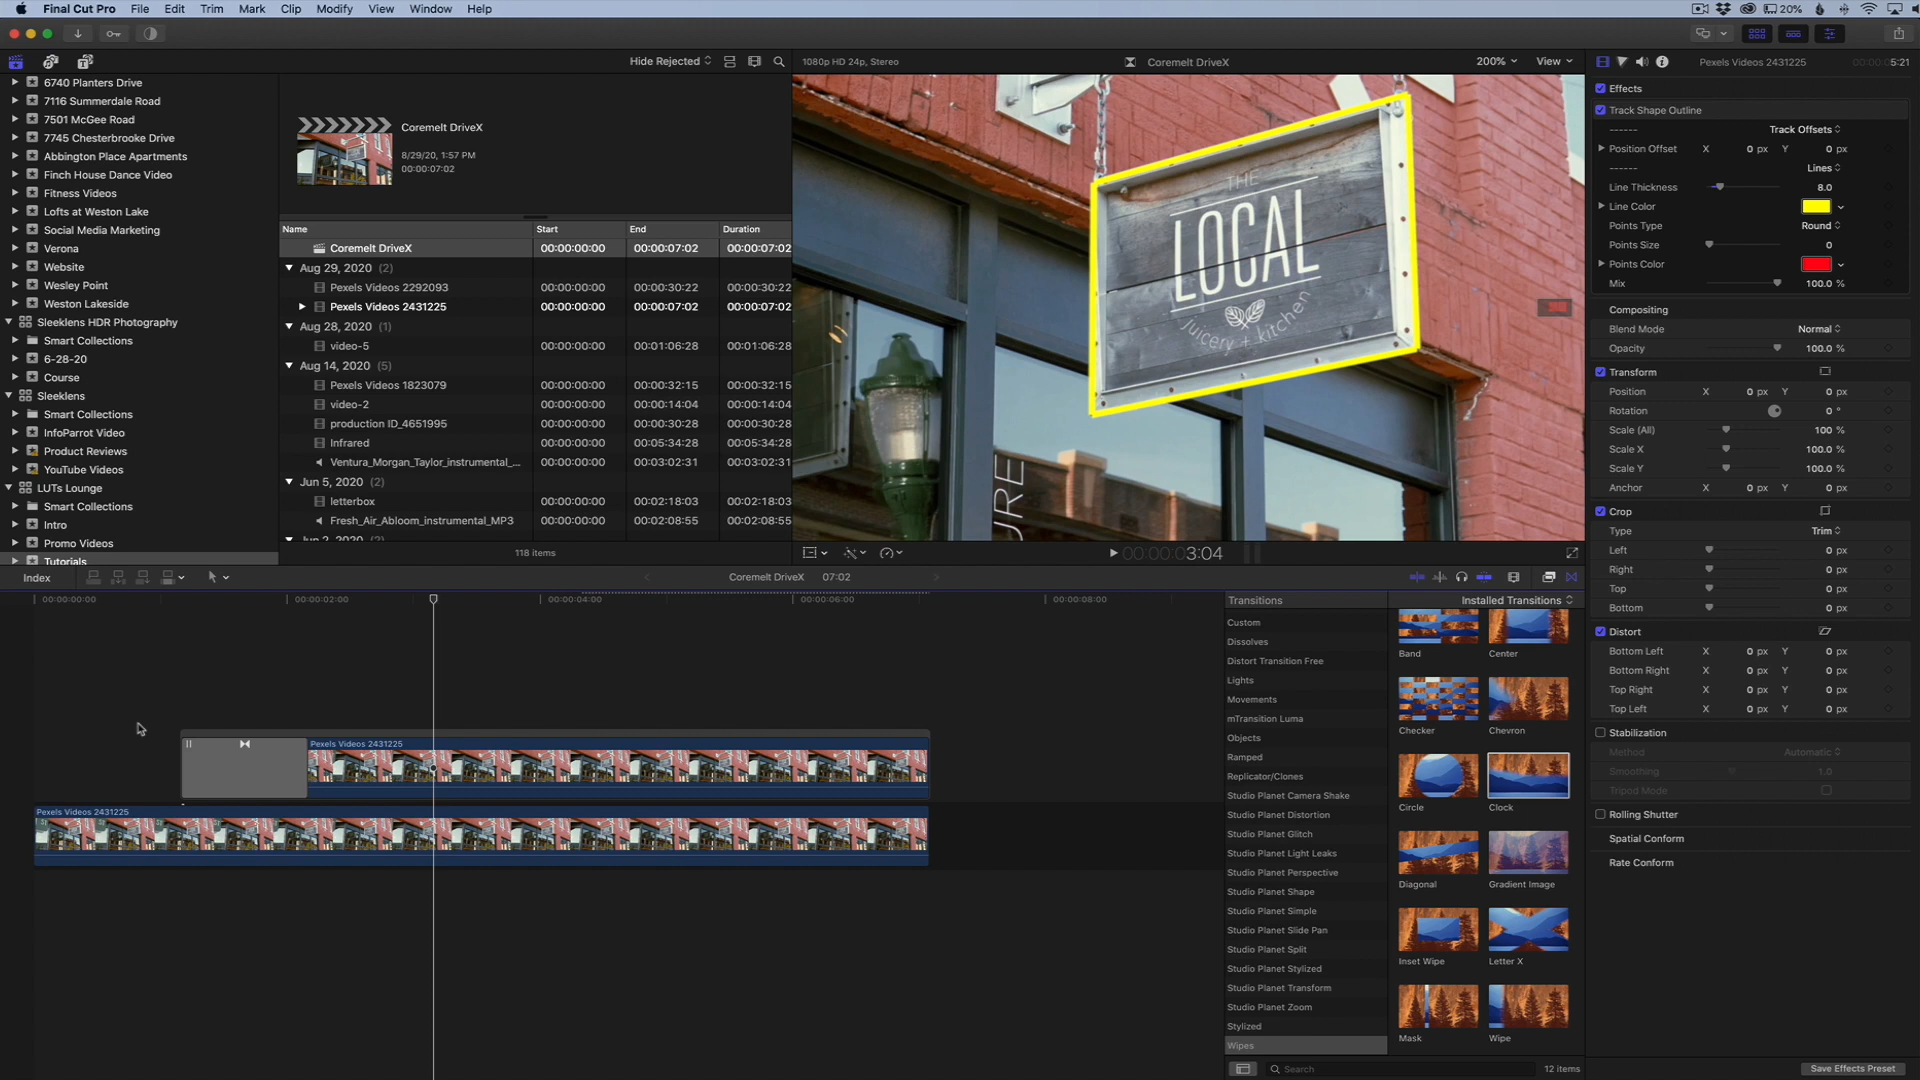 Final Cut Pro File Edit Trim Mark Clip Modify View Window Help 20%
Hide Rejected 1080p HD 24p, Stereo Coremelt DriveX 200% View Pexels Videos 2431225 00:00:00:05:21
6740 Planters Drive
7116 Summerdale Road
7501 McGee Road
7745 Chesterbrooke Drive
Abbington Place Apartments
Finch House Dance Video
Fitness Videos
Lofts at Weston Lake
Social Media Marketing
Verona
Website
Wesley Point
Weston Lakeside
Sleeklens HDR Photography
Smart Collections
6-28-20
Course
Sleeklens
Smart Collections
InfoParrot Video
Product Reviews
YouTube Videos
LUTs Lounge
Smart Collections
Intro
Promo Videos
Tutorials
Coremelt DriveX
8/29/20, 1:57 PM
00:00:07:02
Name Start End Duration
Coremelt DriveX 00:00:00:00 00:00:07:02 00:00:07:02
Aug 29, 2020 (2)
Pexels Videos 2292093 00:00:00:00 00:00:30:22 00:00:30:22
Pexels Videos 2431225 00:00:00:00 00:00:07:02 00:00:07:02
Aug 28, 2020 (1)
video-5 00:00:00:00 00:01:06:28 00:01:06:28
Aug 14, 2020 (5)
Pexels Videos 1823079 00:00:00:00 00:00:32:15 00:00:32:15
video-2 00:00:00:00 00:00:14:04 00:00:14:04
production ID_4651995 00:00:00:00 00:00:30:28 00:00:30:28
Infrared 00:00:00:00 00:05:34:28 00:05:34:28
Ventura_Morgan_Taylor_instrumental_... 00:00:00:00 00:03:02:31 00:03:02:31
Jun 5, 2020 (2)
letterbox 00:00:00:00 00:02:18:03 00:02:18:03
Fresh_Air_Abloom_instrumental_MP3 00:00:00:00 00:02:08:55 00:02:08:55
Jun 2, 2020 (2)
118 items
THE
LOCAL
juicery + kitchen
URE
00:00:00:03:04
Effects
Track Shape Outline
------ Track Offsets
Position Offset X 0 px Y 0 px
------ Lines
Line Thickness 8.0
Line Color
Points Type Round
Points Size 0
Points Color
Mix 100.0 %
Compositing
Blend Mode Normal
Opacity 100.0 %
Transform
Position X 0 px Y 0 px
Rotation 0 °
Scale (All) 100 %
Scale X 100.0 %
Scale Y 100.0 %
Anchor X 0 px Y 0 px
Crop
Type Trim
Left 0 px
Right 0 px
Top 0 px
Bottom 0 px
Distort
Bottom Left X 0 px Y 0 px
Bottom Right X 0 px Y 0 px
Top Right X 0 px Y 0 px
Top Left X 0 px Y 0 px
Stabilization
Method Automatic
Smoothing 1.0
Tripod Mode
Rolling Shutter
Spatial Conform
Rate Conform
Save Effects Preset
Index Coremelt DriveX 07:02
00:00:00:00 00:00:02:00 00:00:04:00 00:00:06:00 00:00:08:00
Pexels Videos 2431225
Pexels Videos 2431225
Transitions Installed Transitions
Custom
Dissolves
Distort Transition Free
Lights
Movements
mTransition Luma
Objects
Ramped
Replicator/Clones
Studio Planet Camera Shake
Studio Planet Distortion
Studio Planet Glitch
Studio Planet Light Leaks
Studio Planet Perspective
Studio Planet Shape
Studio Planet Simple
Studio Planet Slide Pan
Studio Planet Split
Studio Planet Stylized
Studio Planet Transform
Studio Planet Zoom
Stylized
Wipes
Band Center
Checker Chevron
Circle Clock
Diagonal Gradient Image
Inset Wipe Letter X
Mask Wipe
Search 12 items